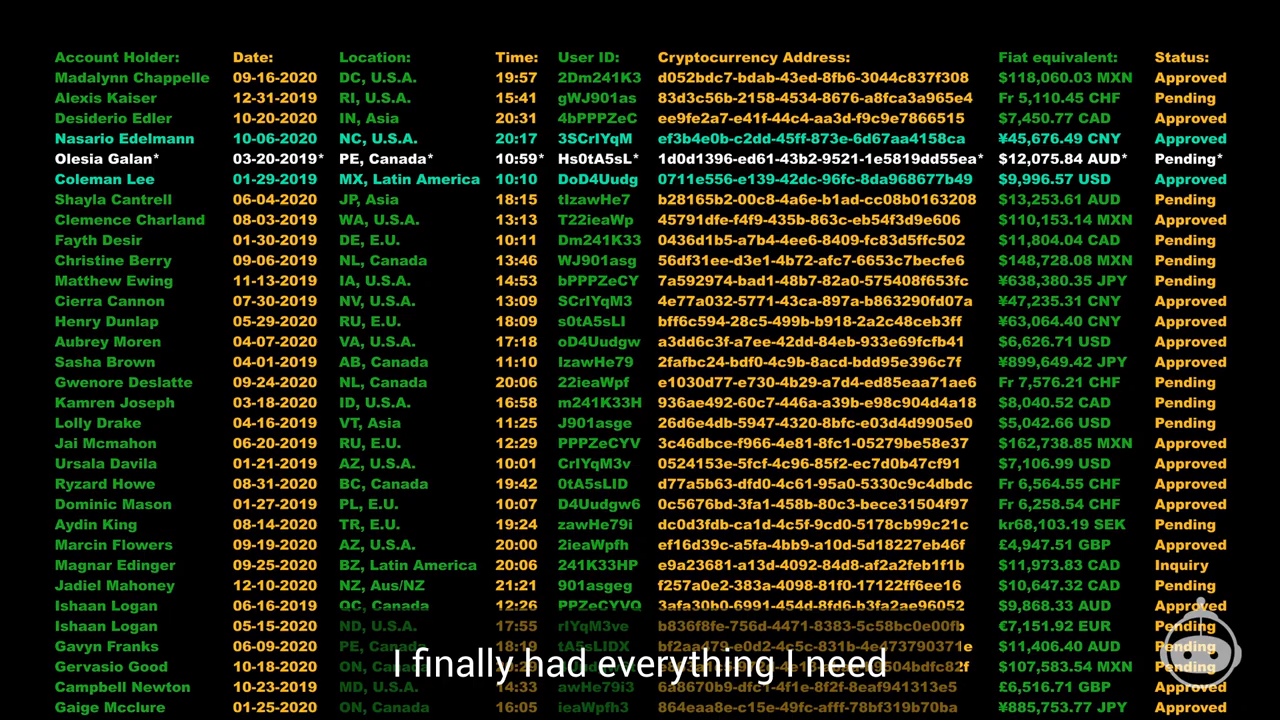 Account Holder: Date: Location: Time: User ID: Cryptocurrency Address: Fiat equivalent: Status:
Madalynn Chappelle 09-16-2020 DC, U.S.A. 19:57 2Dm241K3 d052bdc7-bdab-43ed-8fb6-3044c837f308 $118,060.03 MXN Approved
Alexis Kaiser 12-31-2019 RI, U.S.A. 15:41 gWJ901as 83d3c56b-2158-4534-8676-a8fca3a965e4 Fr 5,110.45 CHF Pending
Desiderio Edler 10-20-2020 IN, Asia 20:31 4bPPPZeC ee9fe2a7-e41f-44c4-aa3d-f9c9e7866515 $7,450.77 CAD Pending
Nasario Edelmann 10-06-2020 NC, U.S.A. 20:17 3SCrIYqM ef3b4e0b-c2dd-45ff-873e-6d67aa4158ca ¥45,676.49 CNY Approved
Olesia Galan* 03-20-2019* PE, Canada* 10:59* Hs0tA5sL* 1d0d1396-ed61-43b2-9521-1e5819dd55ea* $12,075.84 AUD* Pending*
Coleman Lee 01-29-2019 MX, Latin America 10:10 DoD4Uudg 0711e556-e139-42dc-96fc-8da968677b49 $9,996.57 USD Approved
Shayla Cantrell 06-04-2020 JP, Asia 18:15 tIzawHe7 b28165b2-00c8-4a6e-b1ad-cc08b0163208 $13,253.61 AUD Pending
Clemence Charland 08-03-2019 WA, U.S.A. 13:13 T22ieaWp 45791dfe-f4f9-435b-863c-eb54f3d9e606 $110,153.14 MXN Pending
Fayth Desir 01-30-2019 DE, E.U. 10:11 Dm241K33 0436d1b5-a7b4-4ee6-8409-fc83d5ffc502 $11,804.04 CAD Pending
Christine Berry 09-06-2019 NL, Canada 13:46 WJ901asg 56df31ee-d3e1-4b72-afc7-6653c7becfe6 $148,728.08 MXN Pending
Matthew Ewing 11-13-2019 IA, U.S.A. 14:53 bPPPZeCY 7a592974-bad1-48b7-82a0-575408f653fc ¥638,380.35 JPY Pending
Cierra Cannon 07-30-2019 NV, U.S.A. 13:09 SCrIYqM3 4e77a032-5771-43ca-897a-b863290fd07a ¥47,235.31 CNY Approved
Henry Dunlap 05-29-2020 RU, E.U. 18:09 s0tA5sLI bff6c594-28c5-499b-b918-2a2c48ceb3ff ¥63,064.40 CNY Approved
Aubrey Moren 04-07-2020 VA, U.S.A. 17:18 oD4Uudgw a3dd6c3f-a7ee-42dd-84eb-933e69fcfb41 $6,626.71 USD Approved
Sasha Brown 04-01-2019 AB, Canada 11:10 IzawHe79 2fafbc24-bdf0-4c9b-8acd-bdd95e396c7f ¥899,649.42 JPY Pending
Gwenore Deslatte 09-24-2020 NL, Canada 20:06 22ieaWpf e1030d77-e730-4b29-a7d4-ed85eaa71ae6 Fr 7,576.21 CHF Pending
Kamren Joseph 03-18-2020 ID, U.S.A. 16:58 m241K33H 936ae492-60c7-446a-a39b-e98c904d4a18 $8,040.52 CAD Pending
Lolly Drake 04-16-2019 VT, Asia 11:25 J901asge 26d6e4db-5947-4320-8bfc-e03d4d9905e0 $5,042.66 USD Pending
Jai Mcmahon 06-20-2019 RU, E.U. 12:29 PPPZeCYV 3c46dbce-f966-4e81-8fc1-05279be58e37 $162,738.85 MXN Approved
Ursala Davila 01-21-2019 AZ, U.S.A. 10:01 CrIYqM3v 0524153e-5fcf-4c96-85f2-ec7d0b47cf91 $7,106.99 USD Approved
Ryzard Howe 08-31-2020 BC, Canada 19:42 0tA5sLID d77a5b63-dfd0-4c61-95a0-5330c9c4dbdc Fr 6,564.55 CHF Approved
Dominic Mason 01-27-2019 PL, E.U. 10:07 D4Uudgw6 0c5676bd-3fa1-458b-80c3-bece31504f97 Fr 6,258.54 CHF Approved
Aydin King 08-14-2020 TR, E.U. 19:24 zawHe79i dc0d3fdb-ca1d-4c5f-9cd0-5178cb99c21c kr68,103.19 SEK Pending
Marcin Flowers 09-19-2020 AZ, U.S.A. 20:00 2ieaWpfh ef16d39c-a5fa-4bb9-a10d-5d18227eb46f £4,947.51 GBP Approved
Magnar Edinger 09-25-2020 BZ, Latin America 20:06 241K33HP e9a23681-a13d-4092-84d8-af2a2feb1f1b $11,973.83 CAD Inquiry
Jadiel Mahoney 12-10-2020 NZ, Aus/NZ 21:21 901asgeg f257a0e2-383a-4098-81f0-17122ff6ee16 $10,647.32 CAD Pending
Ishaan Logan 06-16-2019 QC, Canada 12:26 PPZeCYVQ 3afa30b0-6991-454d-8fd6-b3fa2ae96052 $9,868.33 AUD Approved
Ishaan Logan 05-15-2020 ND, U.S.A. 17:55 rIYqM3ve b836f8fe-756d-4471-8383-5c58bc0e00fb €7,151.92 EUR Pending
Gavyn Franks 06-09-2020 PE, Canada 18:19 tA5sLIDX $11,406.40 AUD Pending
Gervasio Good 10-18-2020 ON, $107,583.54 MXN Pending
I finally had everything I need
Campbell Newton 10-23-2019 MD, U.S.A. 14:33 awHe79i3 6a8670b9-dfc1-4f1e-8f2f-8eaf941313e5 £6,516.71 GBP Approved
Gaige Mcclure 01-25-2020 ON, Canada 16:05 ieaWpfh3 864eaa8e-c15e-49fc-afff-78bf319b70ba ¥885,753.77 JPY Approved